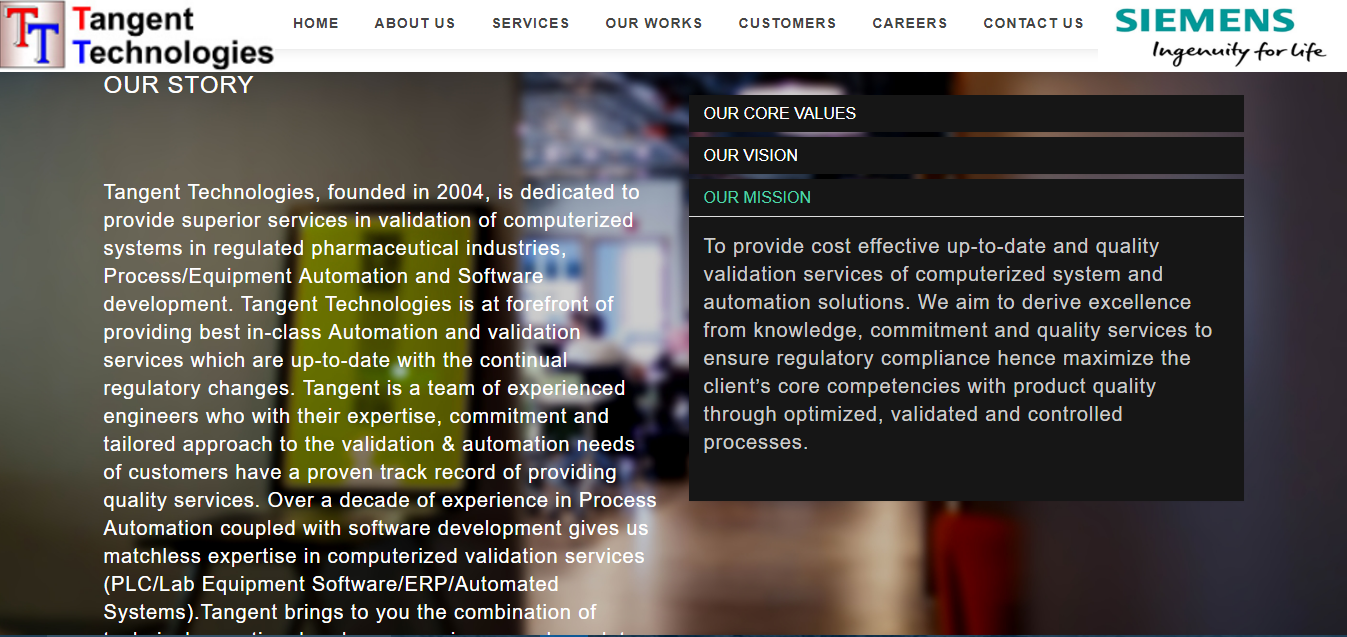 Tangent
Technologies
HOME
ABOUT US
SERVICES
OUR WORKS
CUSTOMERS
CAREERS
CONTACT US
SIEMENS
Ingenuity for life
OUR STORY
Tangent Technologies, founded in 2004, is dedicated to
provide superior services in validation of computerized
systems in regulated pharmaceutical industries,
Process/Equipment Automation and Software
development. Tangent Technologies is at forefront of
providing best in-class Automation and validation
services which are up-to-date with the continual
regulatory changes. Tangent is a team of experienced
engineers who with their expertise, commitment and
tailored approach to the validation & automation needs
of customers have a proven track record of providing
quality services. Over a decade of experience in Process
Automation coupled with software development gives us
matchless expertise in computerized validation services
(PLC/Lab Equipment Software/ERP/Automated
Systems).Tangent brings to you the combination of
OUR CORE VALUES
OUR VISION
OUR MISSION
To provide cost effective up-to-date and quality
validation services of computerized system and
automation solutions. We aim to derive excellence
from knowledge, commitment and quality services to
ensure regulatory compliance hence maximize the
client’s core competencies with product quality
through optimized, validated and controlled
processes.